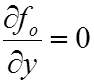 ∂f_o/∂y = 0